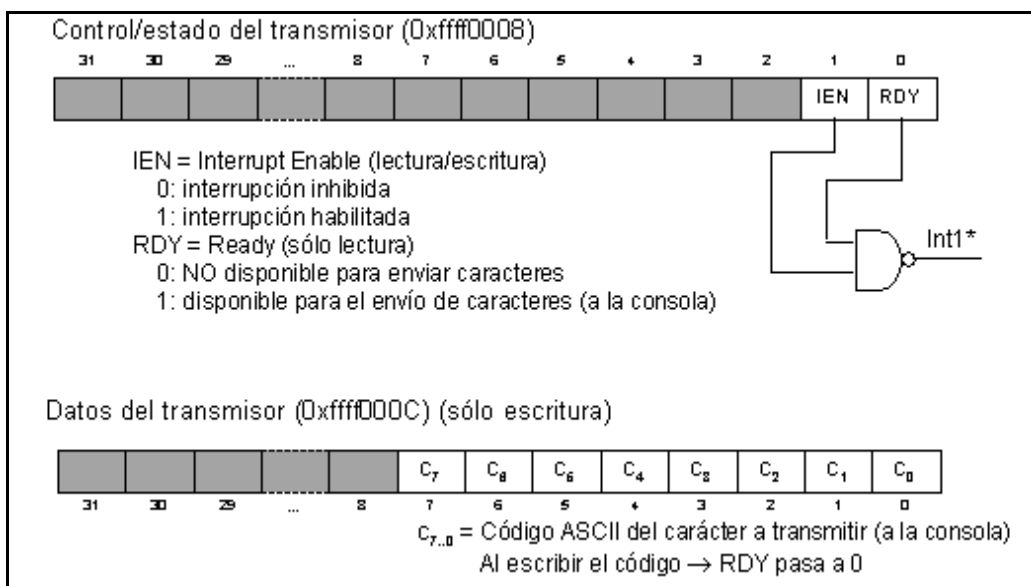 Control/estado del transmisor (0xffff0008)
31 30 29 ... 8 7 6 5 4 3 2 1 0
IEN RDY
IEN = Interrupt Enable (lectura/escritura)
0: interrupción inhibida
1: interrupción habilitada
RDY = Ready (sólo lectura)
0: NO disponible para enviar caracteres
1: disponible para el envío de caracteres (a la consola)
Int1*
Datos del transmisor (0xffff000C) (sólo escritura)
C7 C6 C5 C4 C3 C2 C1 C0
31 30 29 ... 8 7 6 5 4 3 2 1 0
C7..0 = Código ASCII del carácter a transmitir (a la consola)
Al escribir el código → RDY pasa a 0